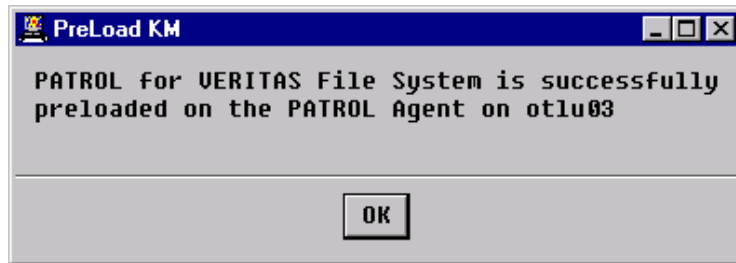 PreLoad KM
PATROL for VERITAS File System is successfully
preloaded on the PATROL Agent on otlu03
OK